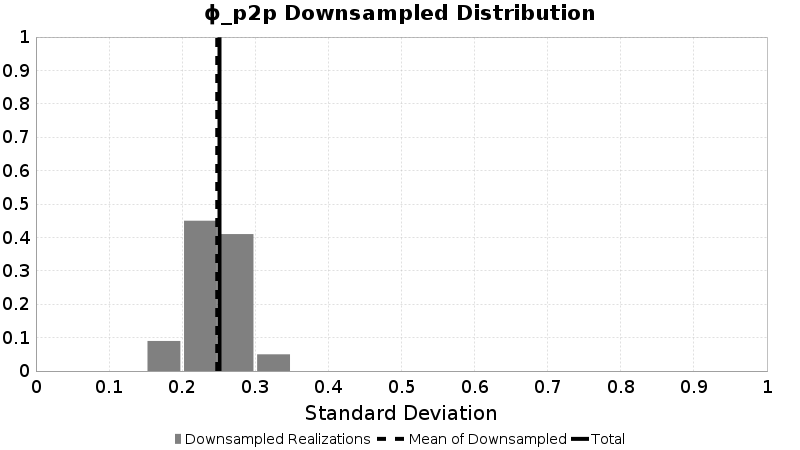 ϕ_p2p Downsampled Distribution
1
0.9
0.8
0.7
0.6
0.5
0.4
0.3
0.2
0.1
0
0 0.1 0.2 0.3 0.4 0.5 0.6 0.7 0.8 0.9 1
Standard Deviation
Downsampled Realizations Mean of Downsampled Total